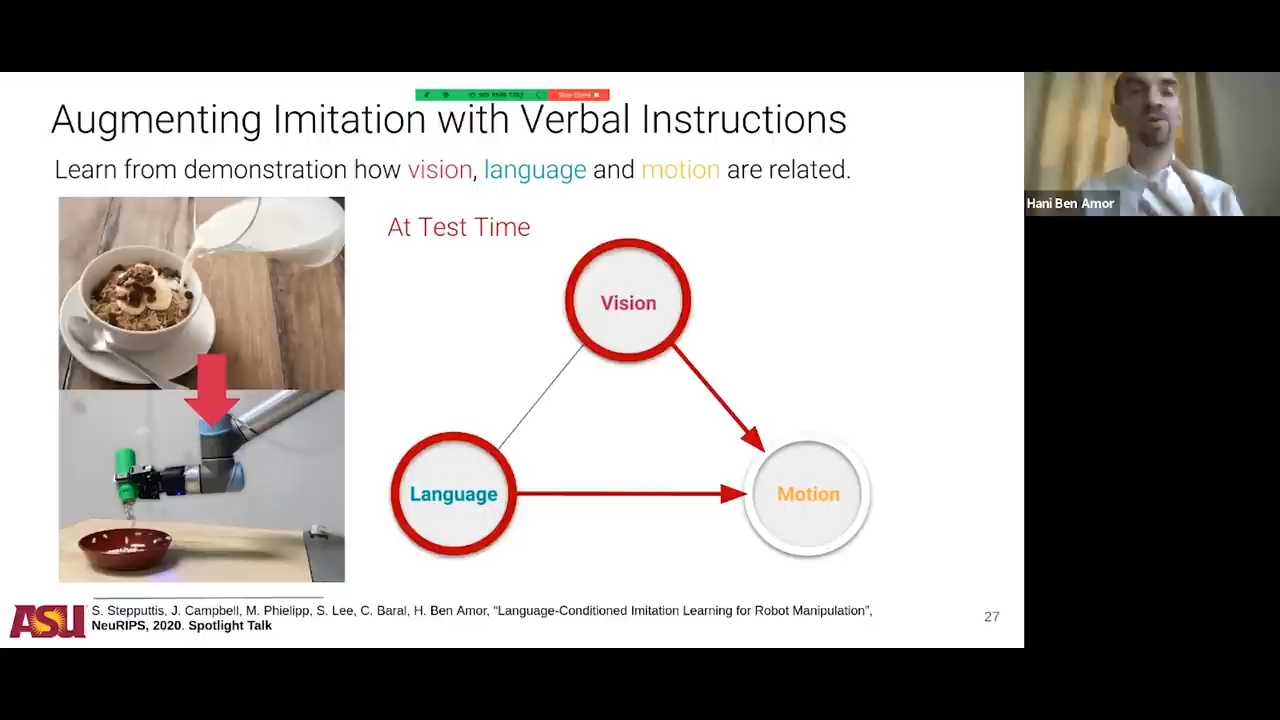 Augmenting Imitation with Verbal Instructions
Learn from demonstration how vision, language and motion are related.
At Test Time
Vision
Language
Motion
Hani Ben Amor
ASU
S. Stepputtis, J. Campbell, M. Phielipp, S. Lee, C. Baral, H. Ben Amor, “Language-Conditioned Imitation Learning for Robot Manipulation”,
NeuRIPS, 2020. Spotlight Talk
27